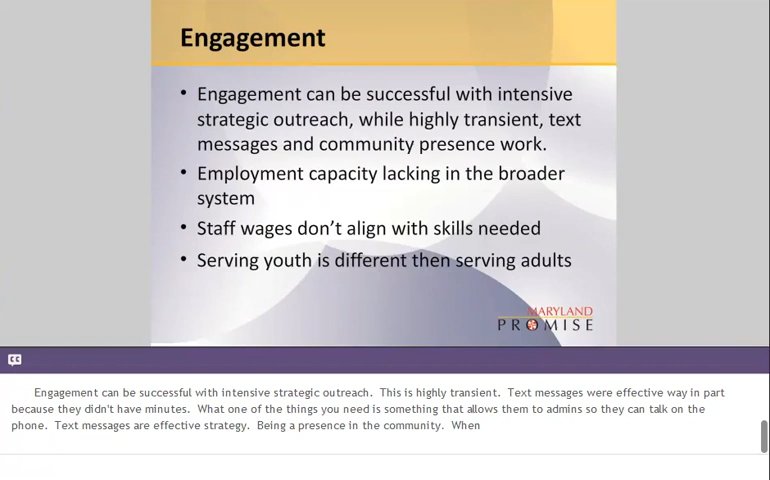 Engagement
• Engagement can be successful with intensive
strategic outreach, while highly transient, text
messages and community presence work.
• Employment capacity lacking in the broader
system
• Staff wages don’t align with skills needed
• Serving youth is different then serving adults
MARYLAND
PROMISE
CC
Engagement can be successful with intensive strategic outreach.  This is highly transient.  Text messages were effective way in part
because they didn't have minutes.  What one of the things you need is something that allows them to admins so they can talk on the
phone.  Text messages are effective strategy.  Being a presence in the community.  When